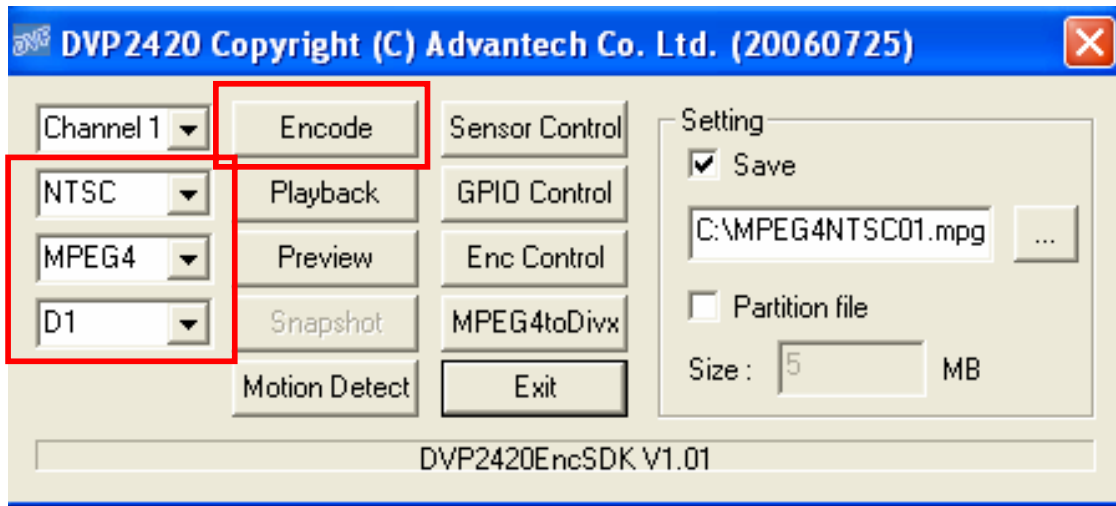 DVP2420 Copyright (C) Advantech Co. Ltd. (20060725)
Channel 1
Encode
Sensor Control
NTSC
Playback
GPIO Control
MPEG4
Preview
Enc Control
D1
Snapshot
MPEG4toDivx
Motion Detect
Exit
Setting
Save
C:\MPEG4NTSC01.mpg
...
Partition file
Size :
5
MB
DVP2420EncSDK V1.01